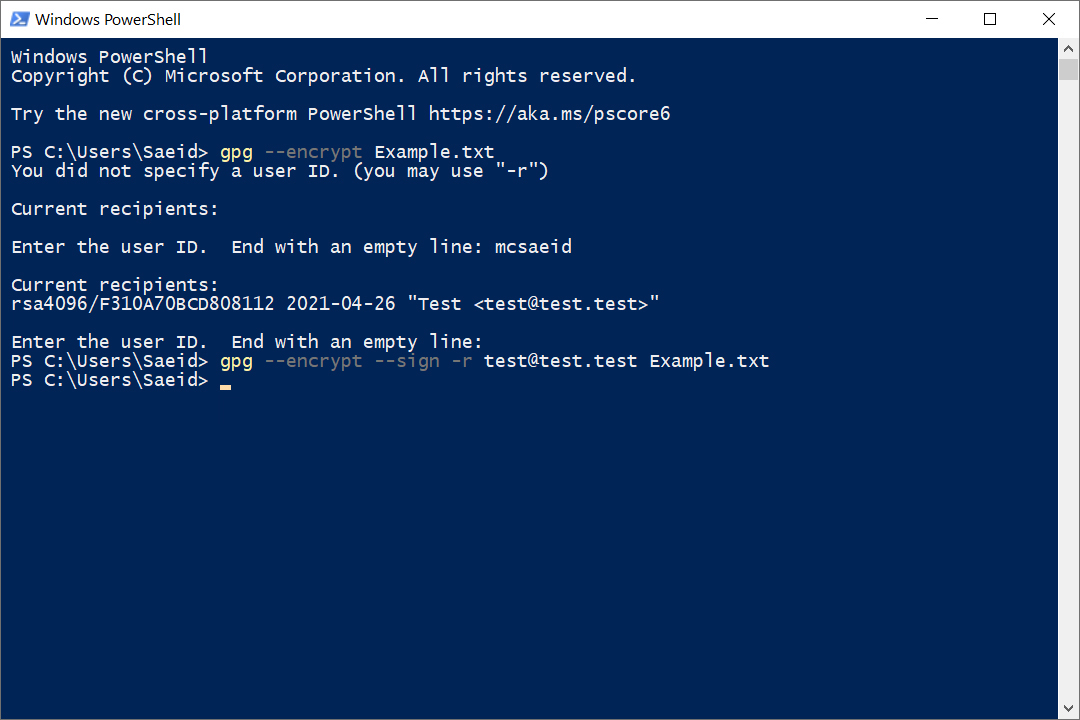 Windows PowerShell
Windows PowerShell
Copyright (C) Microsoft Corporation. All rights reserved.
Try the new cross-platform PowerShell https://aka.ms/pscore6
PS C:\Users\Saeid> gpg --encrypt Example.txt
You did not specify a user ID. (you may use "-r")
Current recipients:
Enter the user ID.  End with an empty line: mcsaeid
Current recipients:
rsa4096/F310A70BCD808112 2021-04-26 "Test <test@test.test>"
Enter the user ID.  End with an empty line:
PS C:\Users\Saeid> gpg --encrypt --sign -r test@test.test Example.txt
PS C:\Users\Saeid>